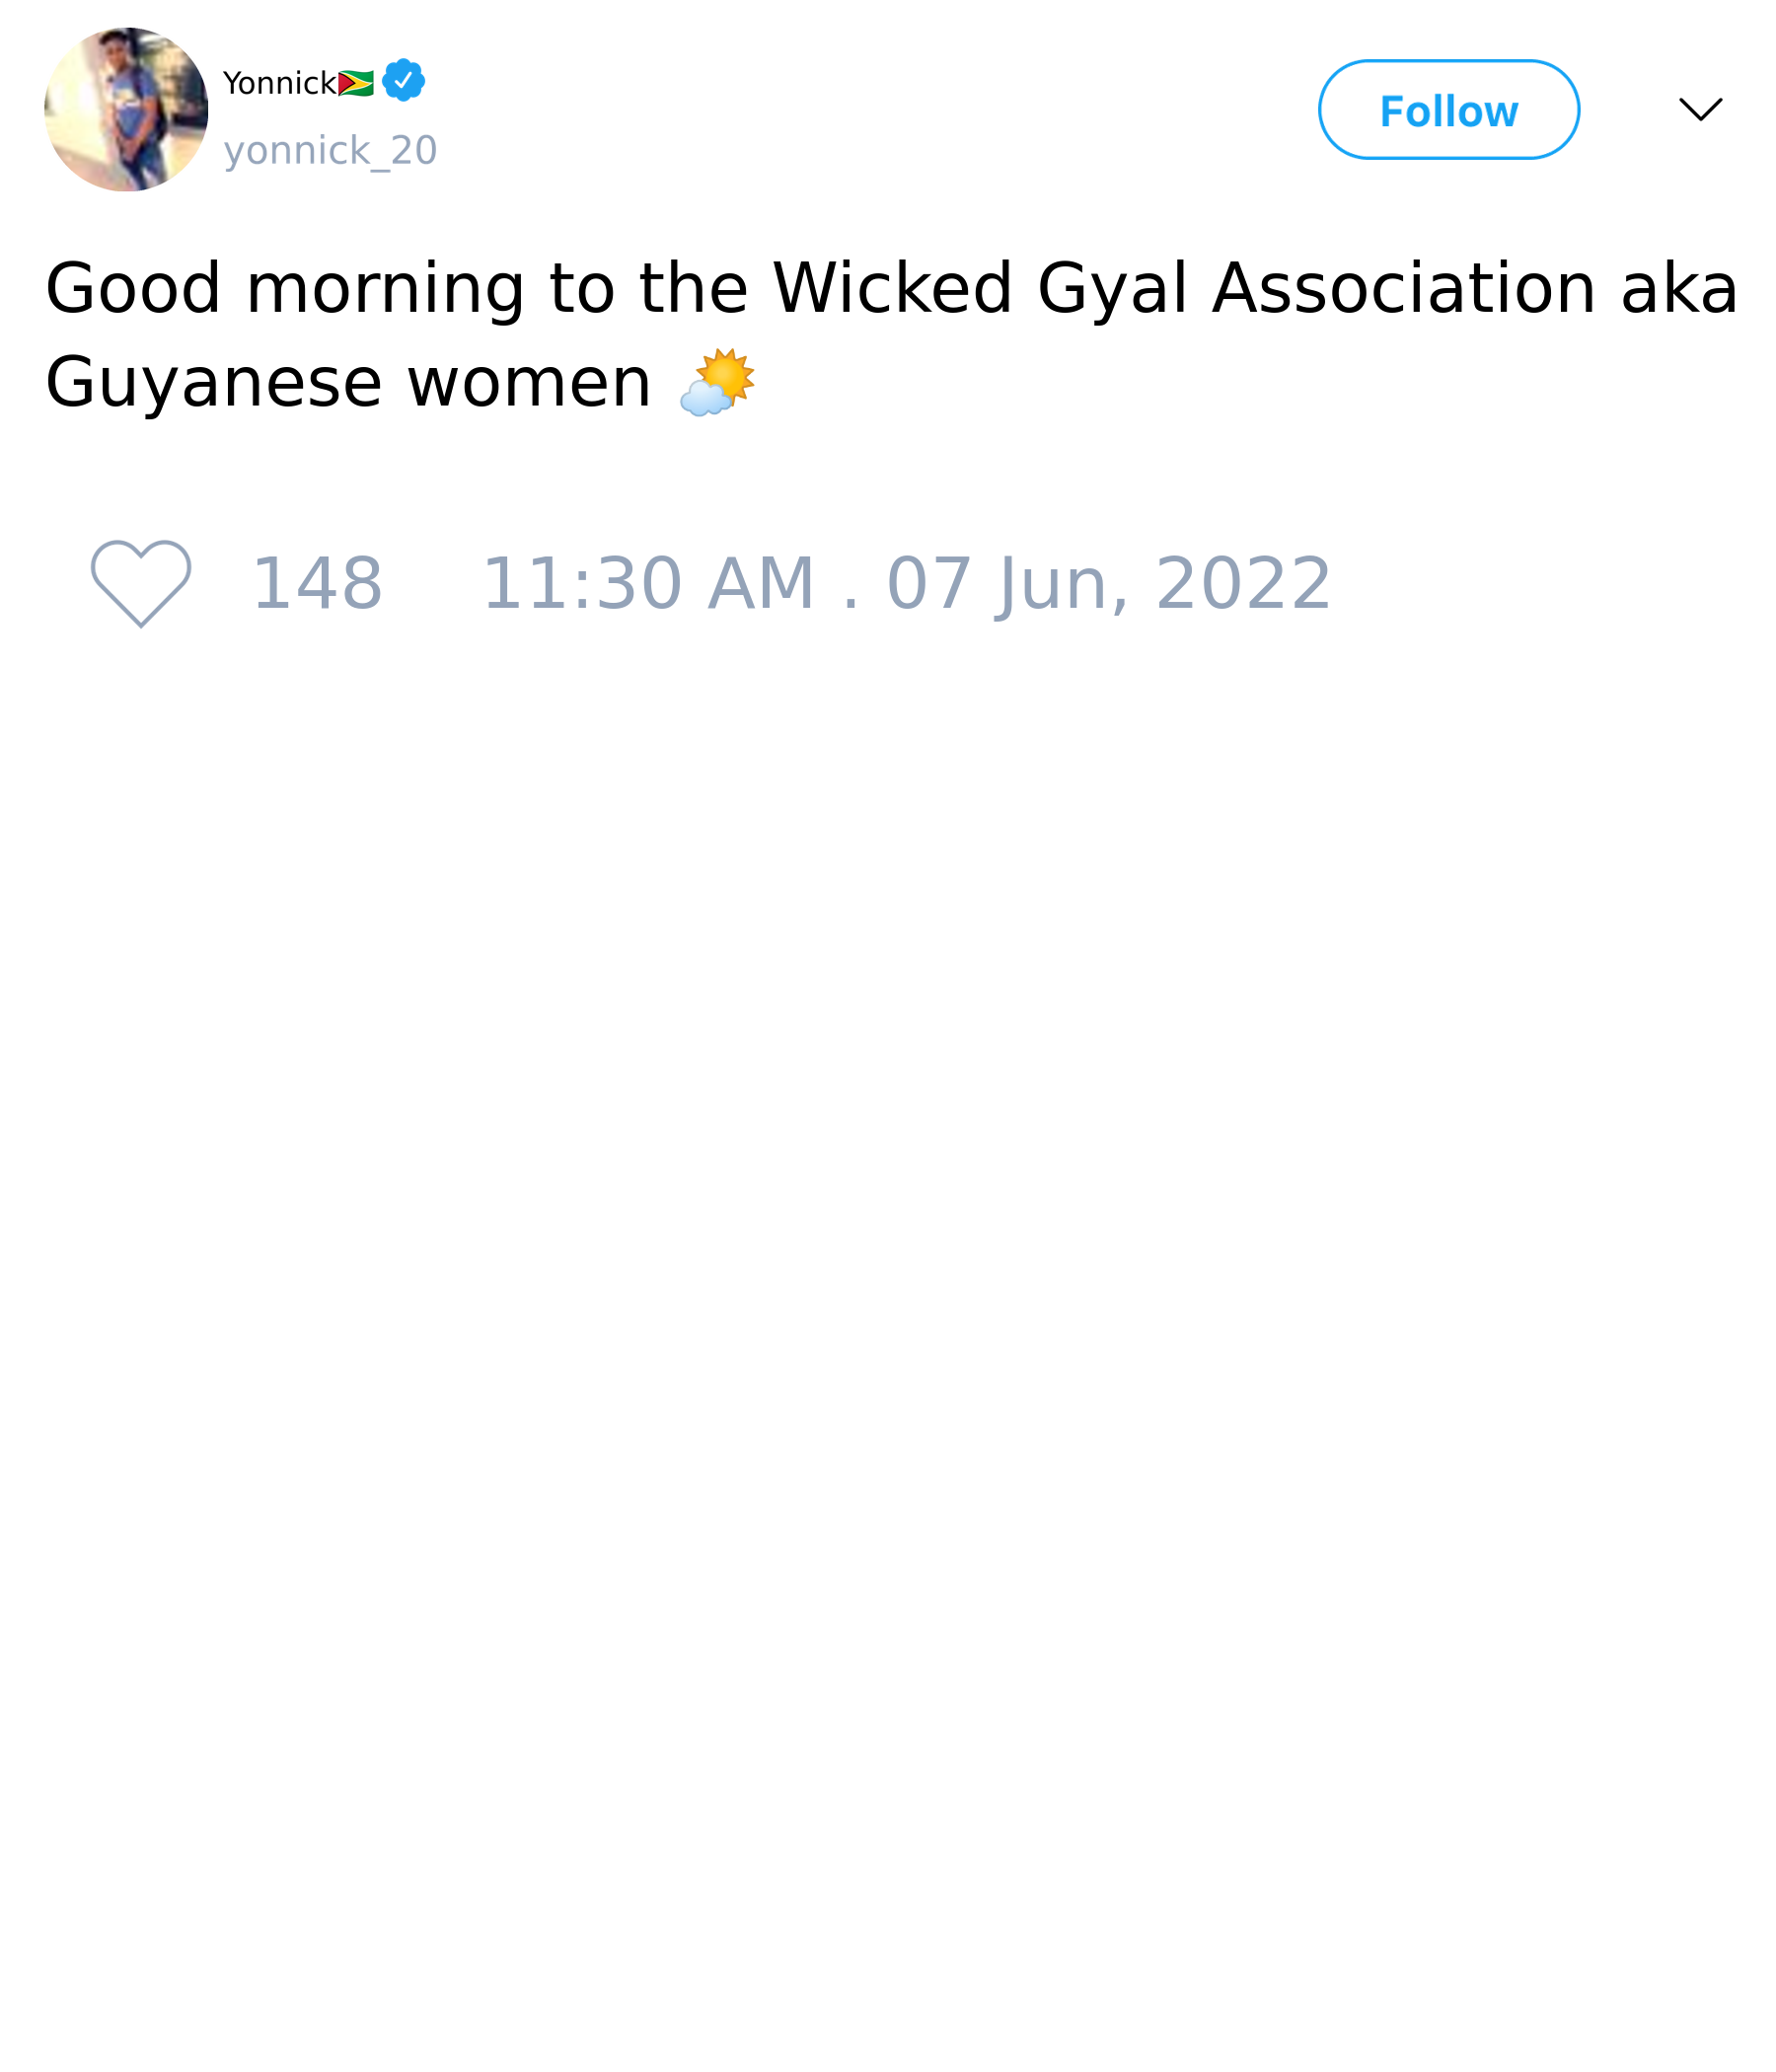 Yonnick🇬🇾
yonnick_20
Follow
Good morning to the Wicked Gyal Association aka
Guyanese women 🌤️
148 11:30 AM . 07 Jun, 2022